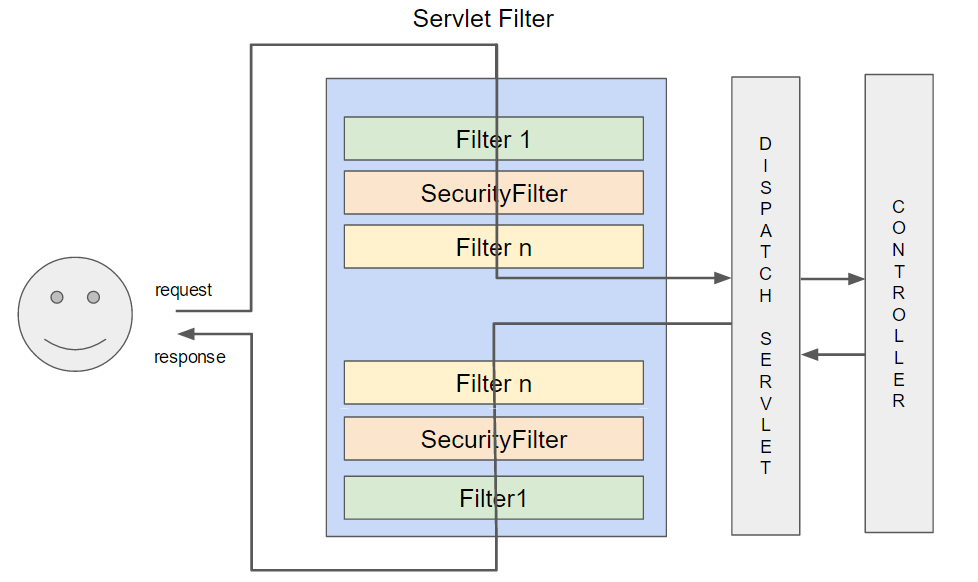 Servlet Filter
Filter 1
SecurityFilter
Filter n
request
response
Filter n
SecurityFilter
Filter1
DISPATCH SERVLET
CONTROLLER